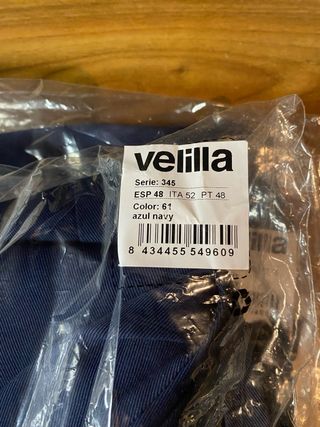 velilla
Serie: 345
ESP 48 ITA 52 PT 48
Color: 61
azul navy
8 434455 549609